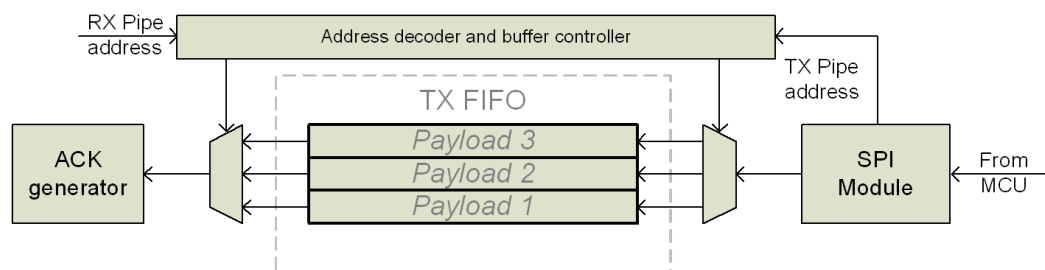 RX Pipe
address
Address decoder and buffer controller
TX Pipe
address
TX FIFO
Payload 3
Payload 2
Payload 1
ACK
generator
SPI
Module
From
MCU